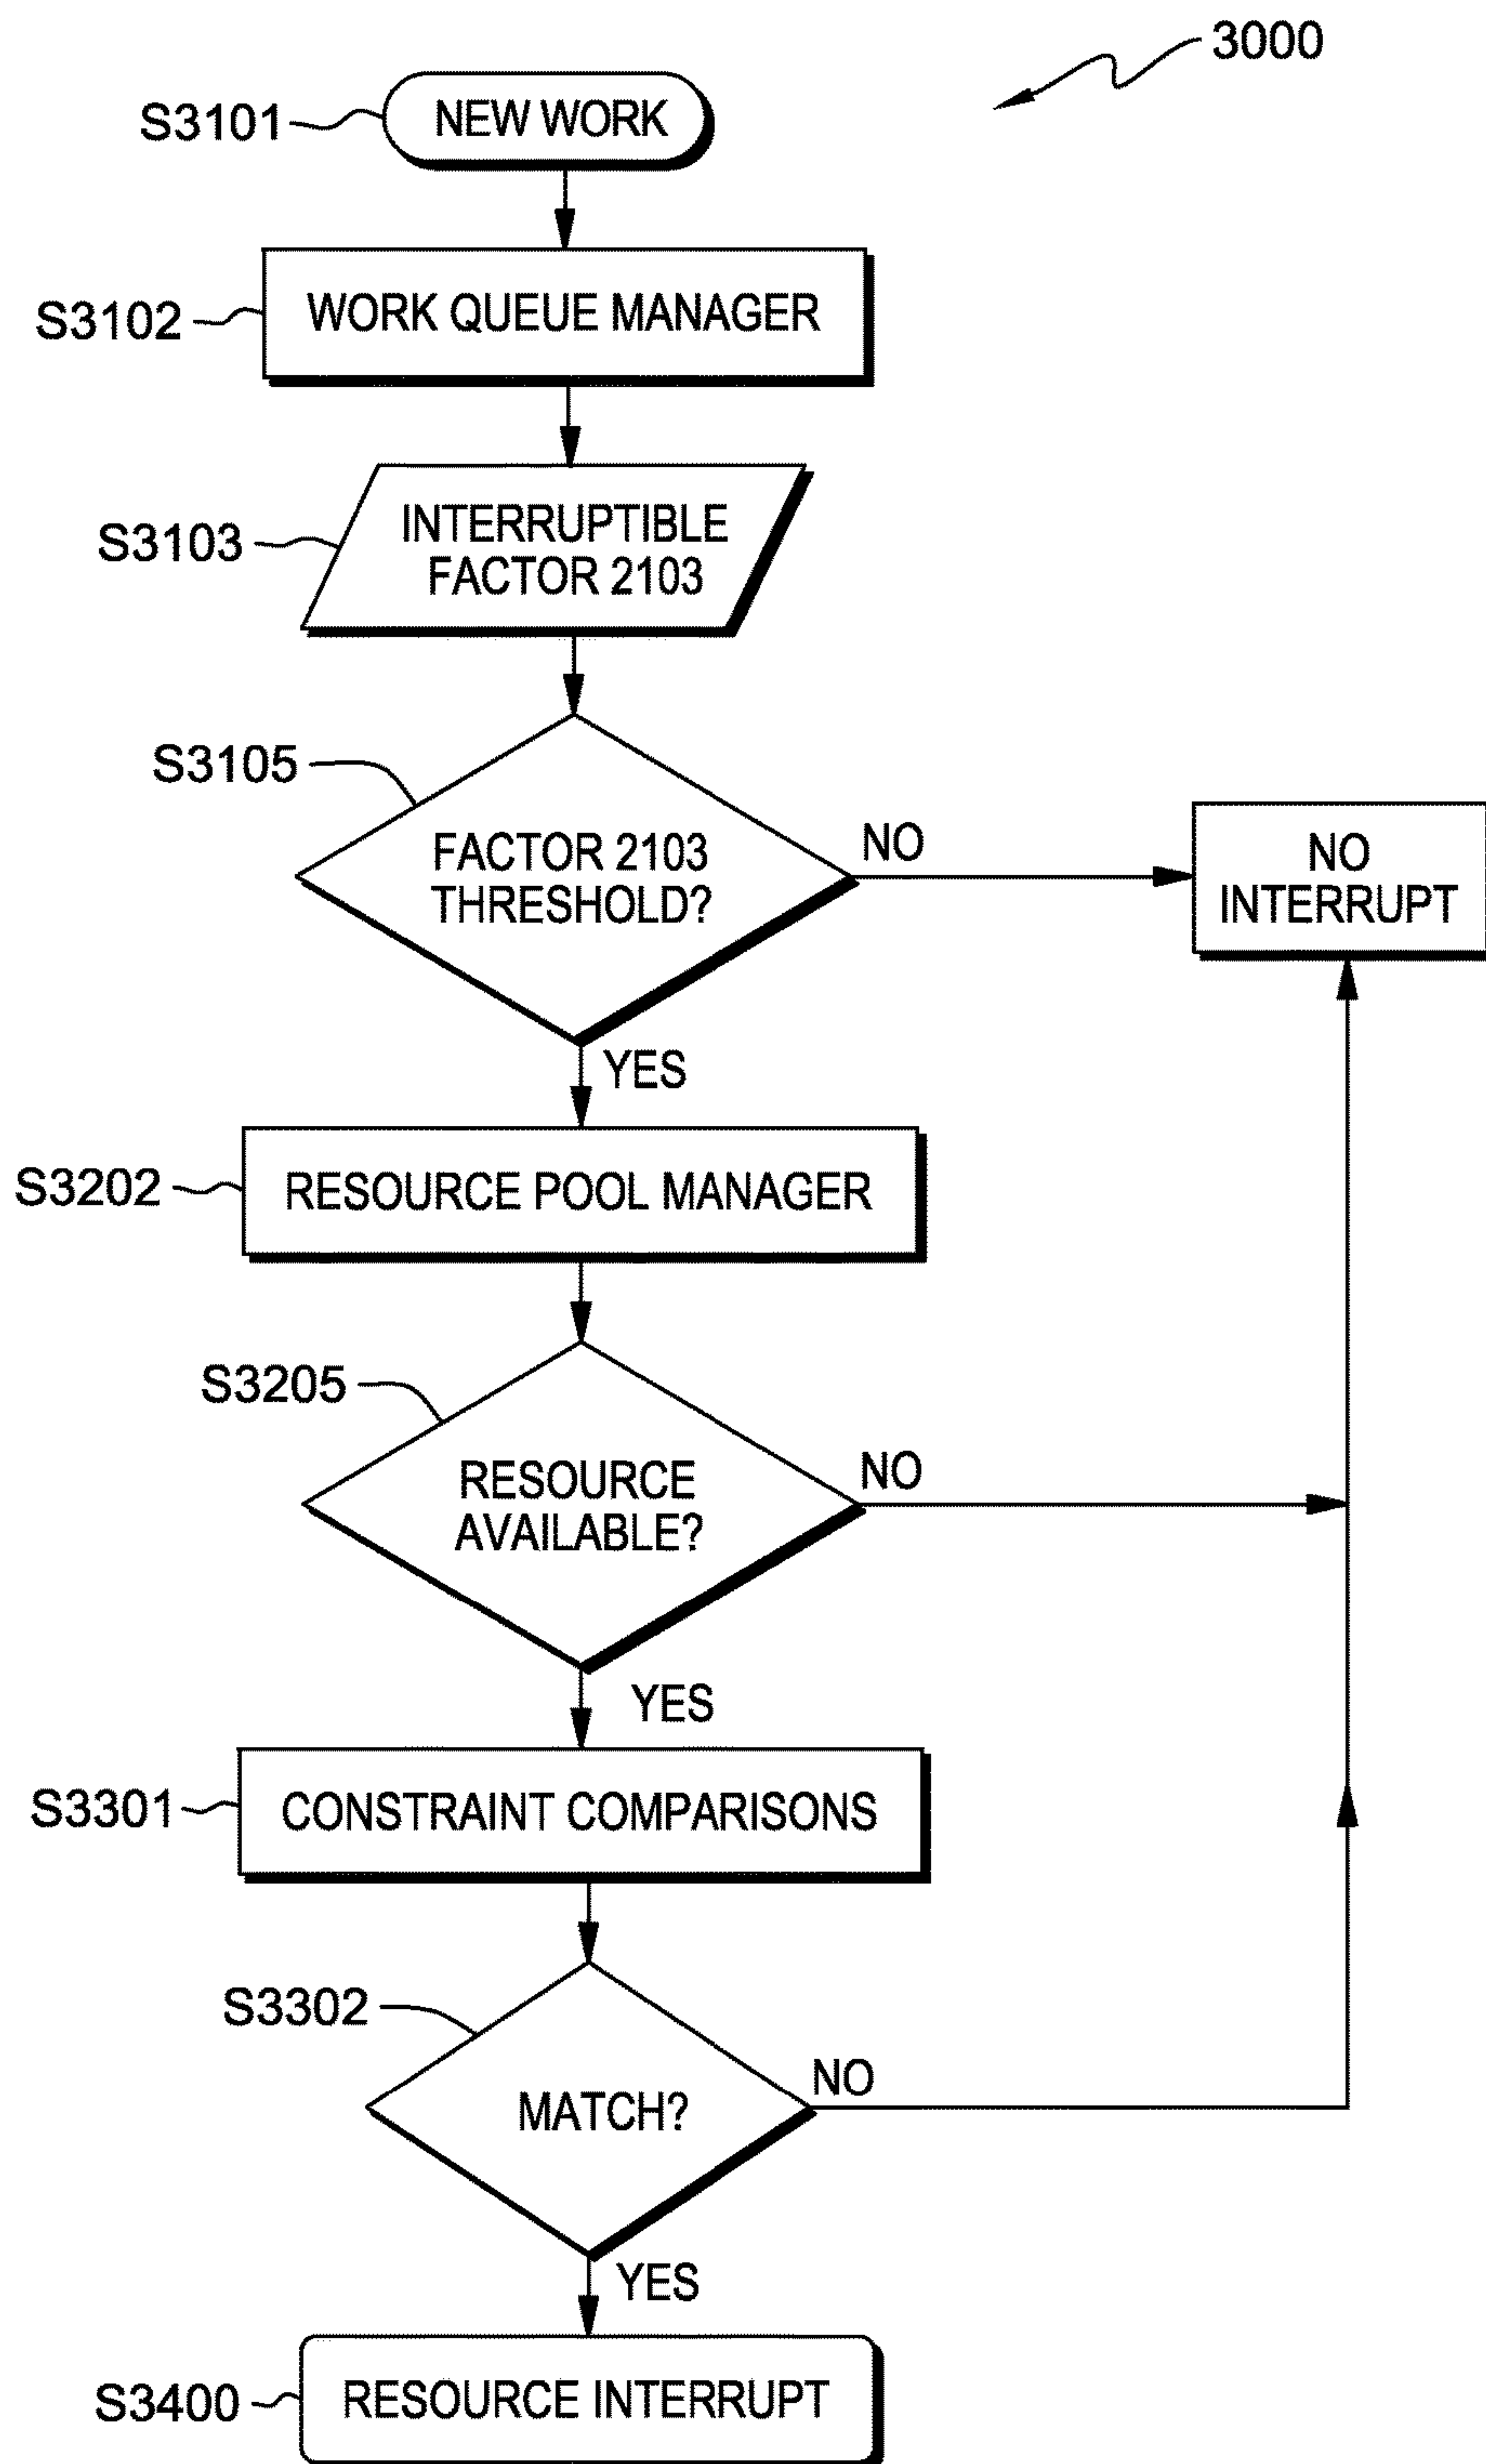 3000
S3101
NEW WORK
S3102
WORK QUEUE MANAGER
S3103
INTERRUPTIBLE
FACTOR 2103
S3105
FACTOR 2103
THRESHOLD?
NO
NO
INTERRUPT
YES
S3202
RESOURCE POOL MANAGER
S3205
RESOURCE
AVAILABLE?
NO
YES
S3301
CONSTRAINT COMPARISONS
S3302
MATCH?
NO
YES
S3400
RESOURCE INTERRUPT